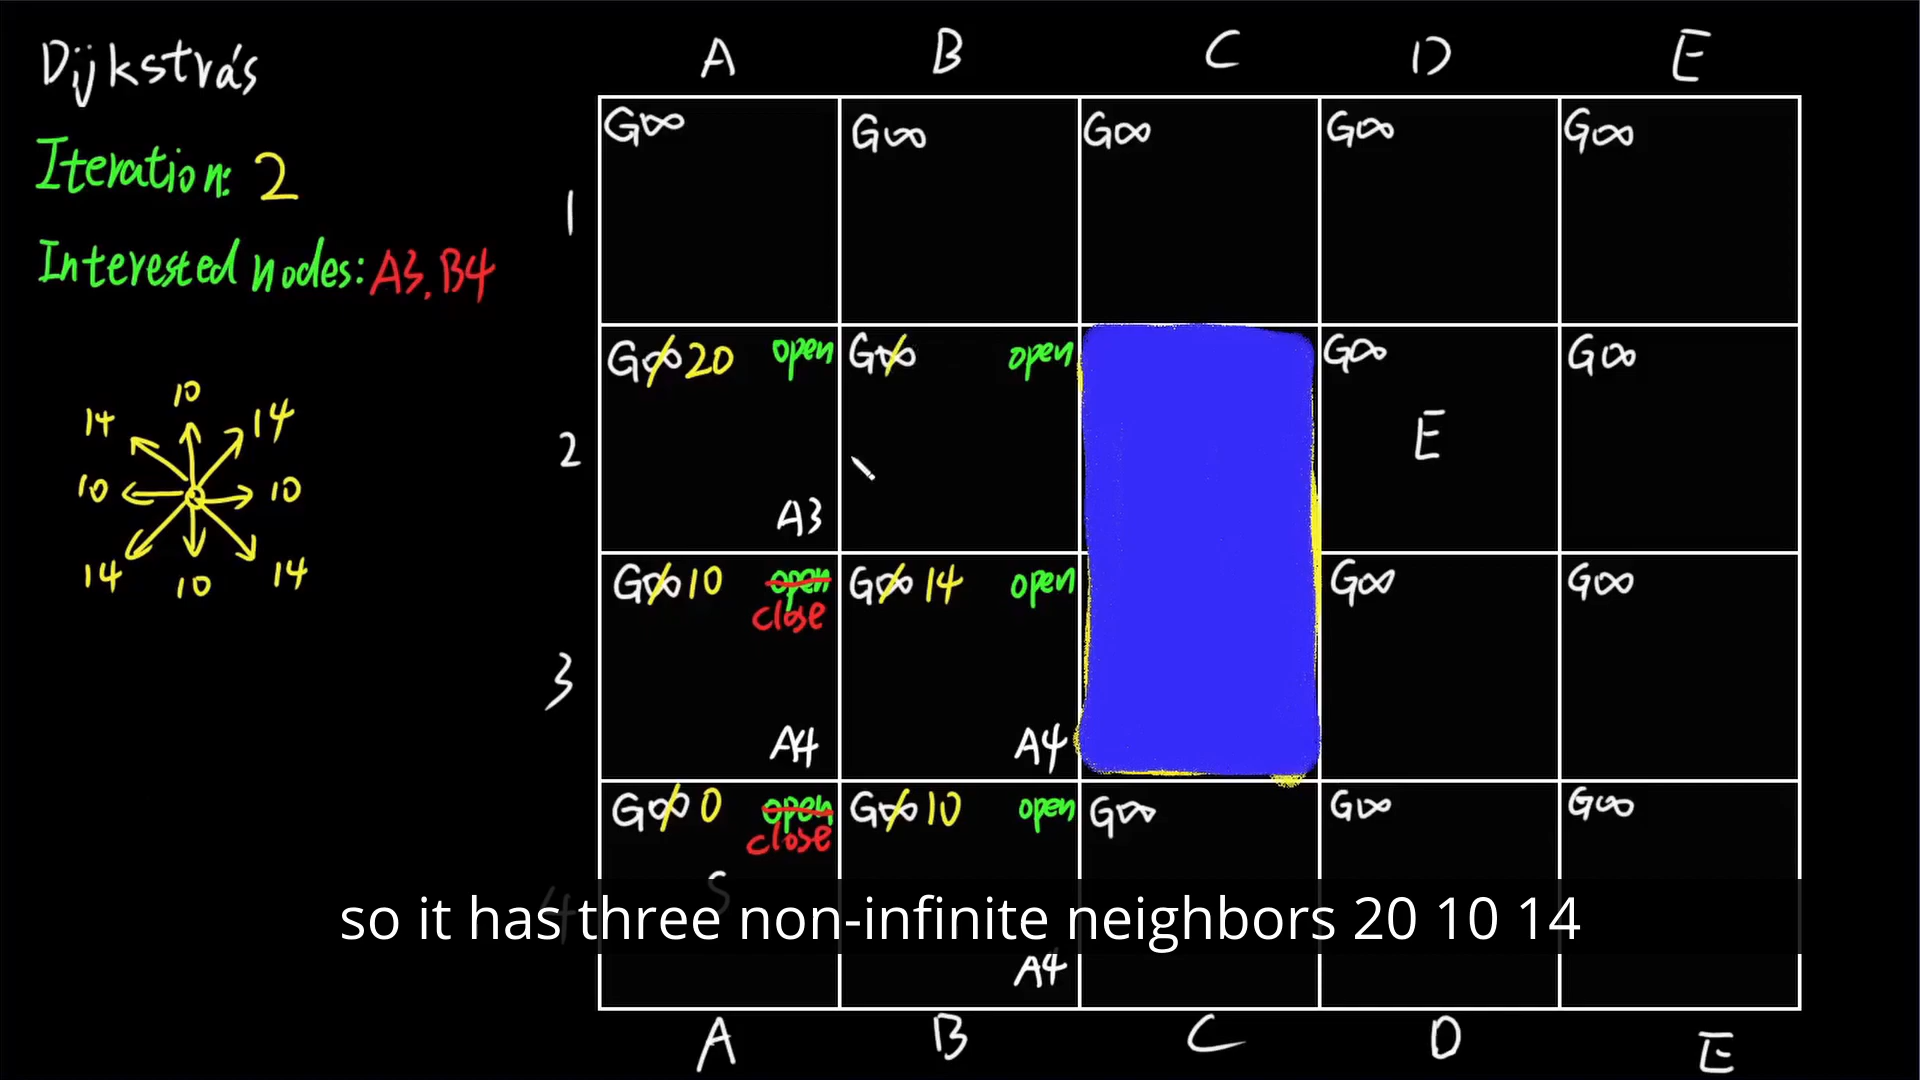 Dijkstra's
Iteration: 2
Interested nodes: A3, B4
10
14 14
10 10
14 10 14
A B C D E
1 G∞ G∞ G∞ G∞ G∞
2 G∞ 20 open G∞ open G∞ G∞
E
A3
3 G∞ 10 open G∞ 14 open G∞ G∞
close
A4 A4
4 G∞ 0 open G∞ 10 open G∞ G∞ G∞
close
S
so it has three non-infinite neighbors 20 10 14
A4
A B C D E